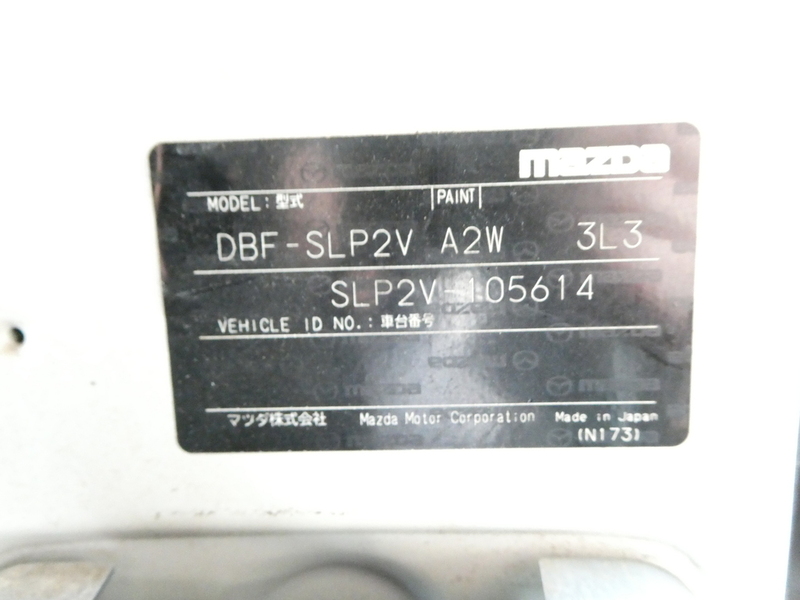 mazda
MODEL: 型式 PAINT
DBF-SLP2V A2W 3L3
SLP2V-105614
VEHICLE ID NO.: 車台番号
マツダ株式会社 Mazda Motor Corporation Made in Japan
(N173)